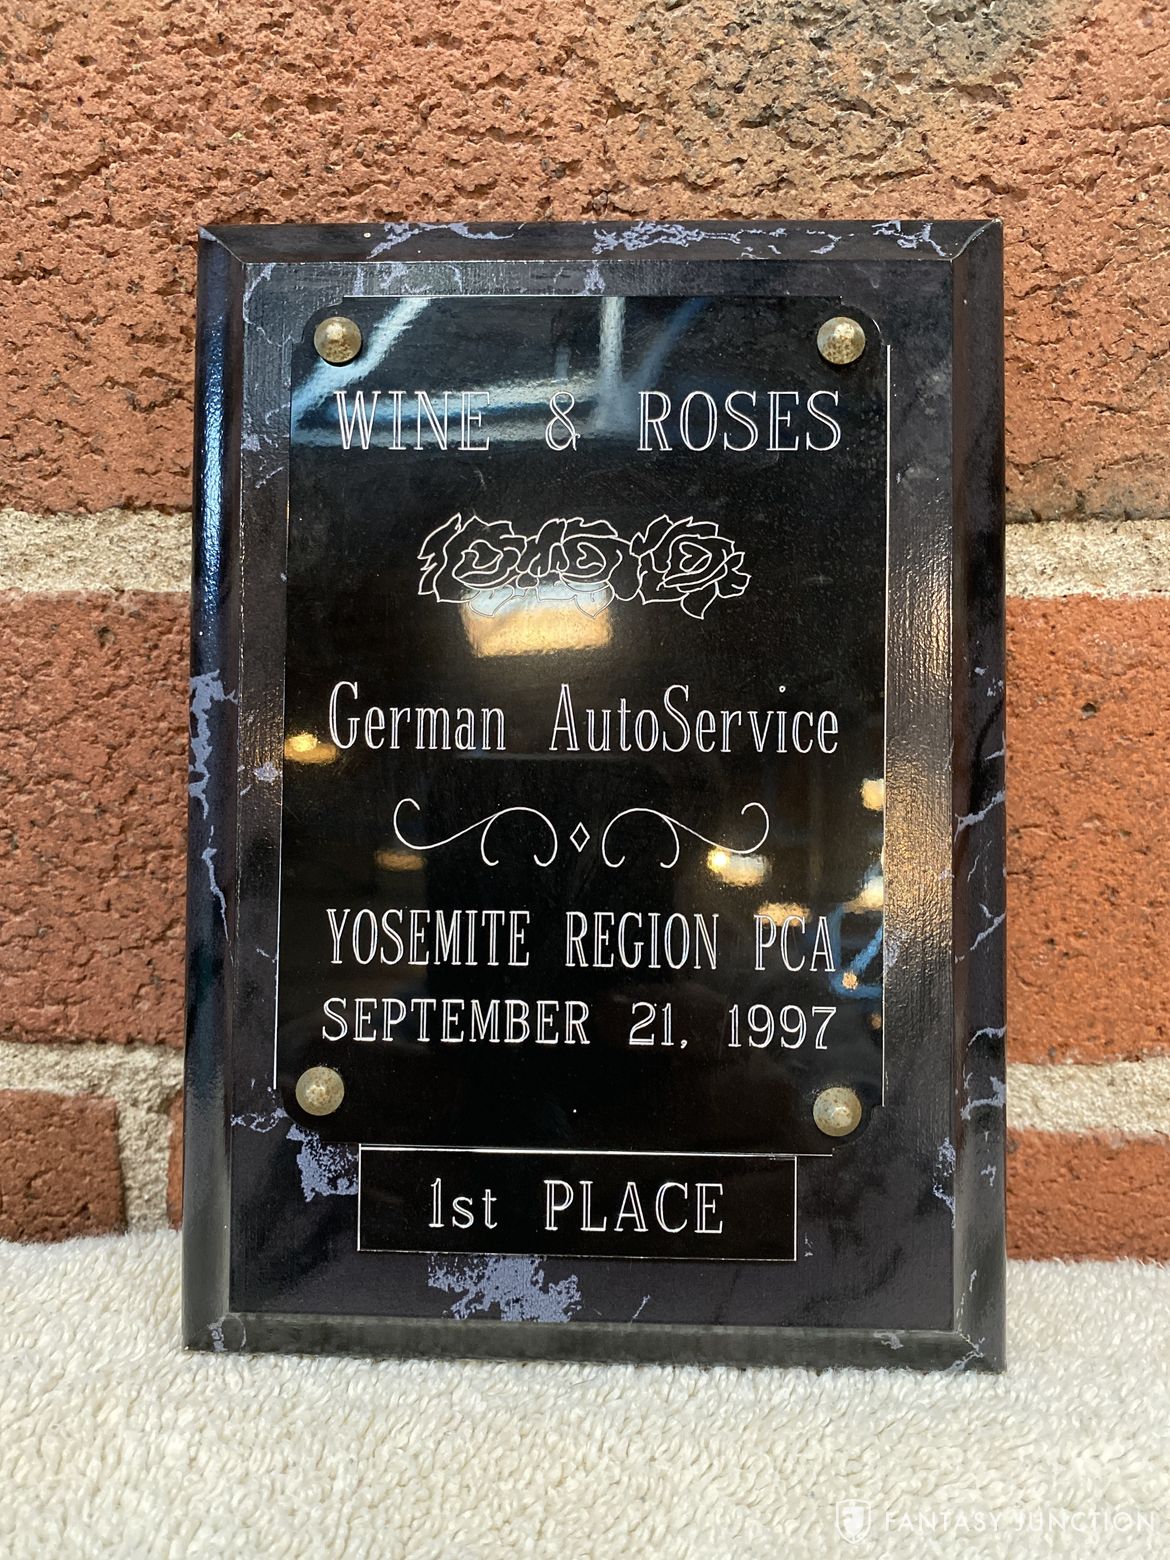 WINE & ROSES
German AutoService
YOSEMITE REGION PCA
SEPTEMBER 21, 1997
1st PLACE
FANTASY JUNCTION